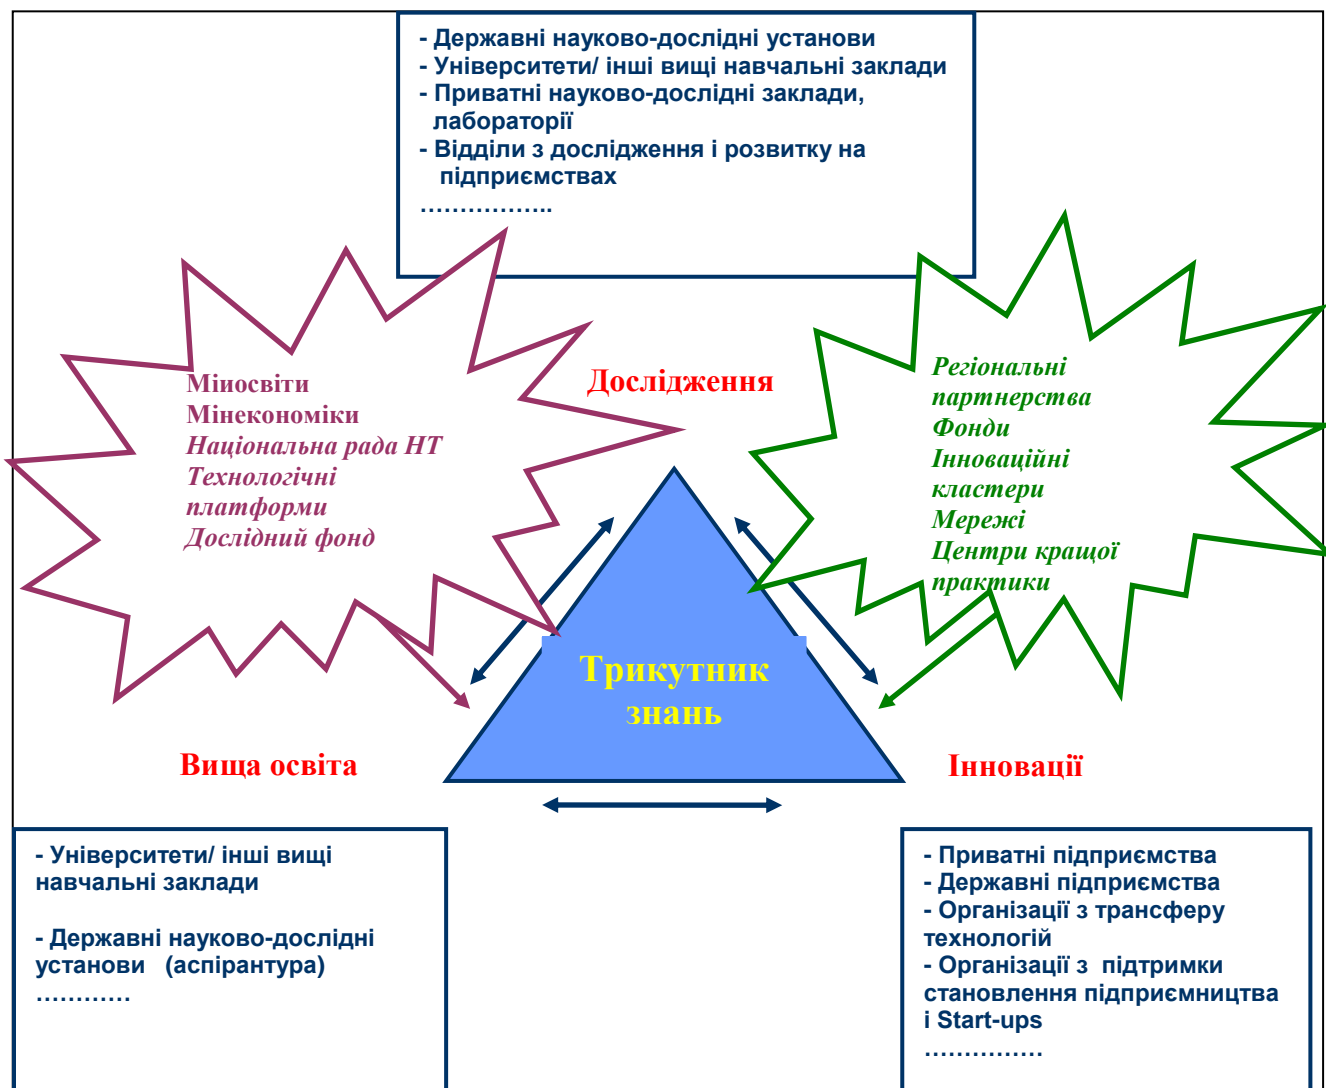 - Державні науково-дослідні установи
- Університети/ інші вищі навчальні заклади
- Приватні науково-дослідні заклади,
лабораторії
- Відділи з дослідження і розвитку на
підприємствах
……………..
Міносвіти
Мінекономіки
Національна рада НТ
Технологічні
платформи
Дослідний фонд
Дослідження
Регіональні
партнерства
Фонди
Інноваційні
кластери
Мережі
Центри кращої
практики
Трикутник
знань
Вища освіта
Інновації
- Університети/ інші вищі
навчальні заклади
- Державні науково-дослідні
установи (аспірантура)
…………
- Приватні підприємства
- Державні підприємства
- Організації з трансферу
технологій
- Організації з підтримки
становлення підприємництва
і Start-ups
……………